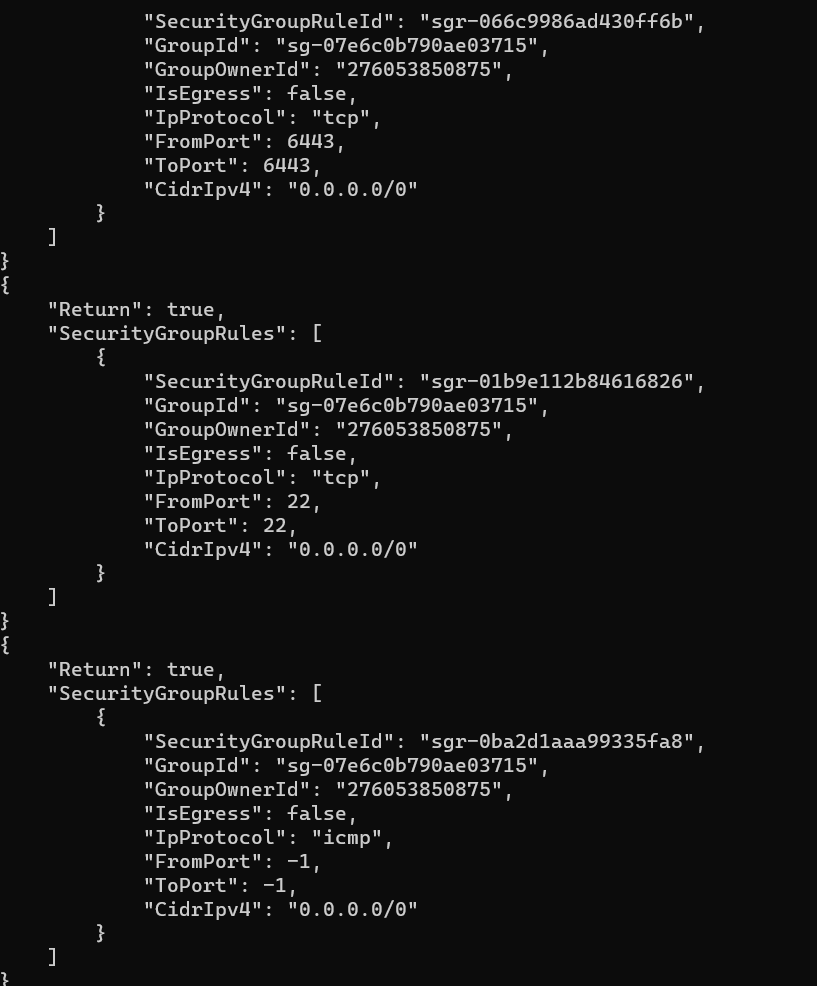 "SecurityGroupRuleId": "sgr-066c9986ad430ff6b",
"GroupId": "sg-07e6c0b790ae03715",
"GroupOwnerId": "276053850875",
"IsEgress": false,
"IpProtocol": "tcp",
"FromPort": 6443,
"ToPort": 6443,
"CidrIpv4": "0.0.0.0/0"
}
]
}
{
"Return": true,
"SecurityGroupRules": [
{
"SecurityGroupRuleId": "sgr-01b9e112b84616826",
"GroupId": "sg-07e6c0b790ae03715",
"GroupOwnerId": "276053850875",
"IsEgress": false,
"IpProtocol": "tcp",
"FromPort": 22,
"ToPort": 22,
"CidrIpv4": "0.0.0.0/0"
}
]
}
{
"Return": true,
"SecurityGroupRules": [
{
"SecurityGroupRuleId": "sgr-0ba2d1aaa99335fa8",
"GroupId": "sg-07e6c0b790ae03715",
"GroupOwnerId": "276053850875",
"IsEgress": false,
"IpProtocol": "icmp",
"FromPort": -1,
"ToPort": -1,
"CidrIpv4": "0.0.0.0/0"
}
]
}